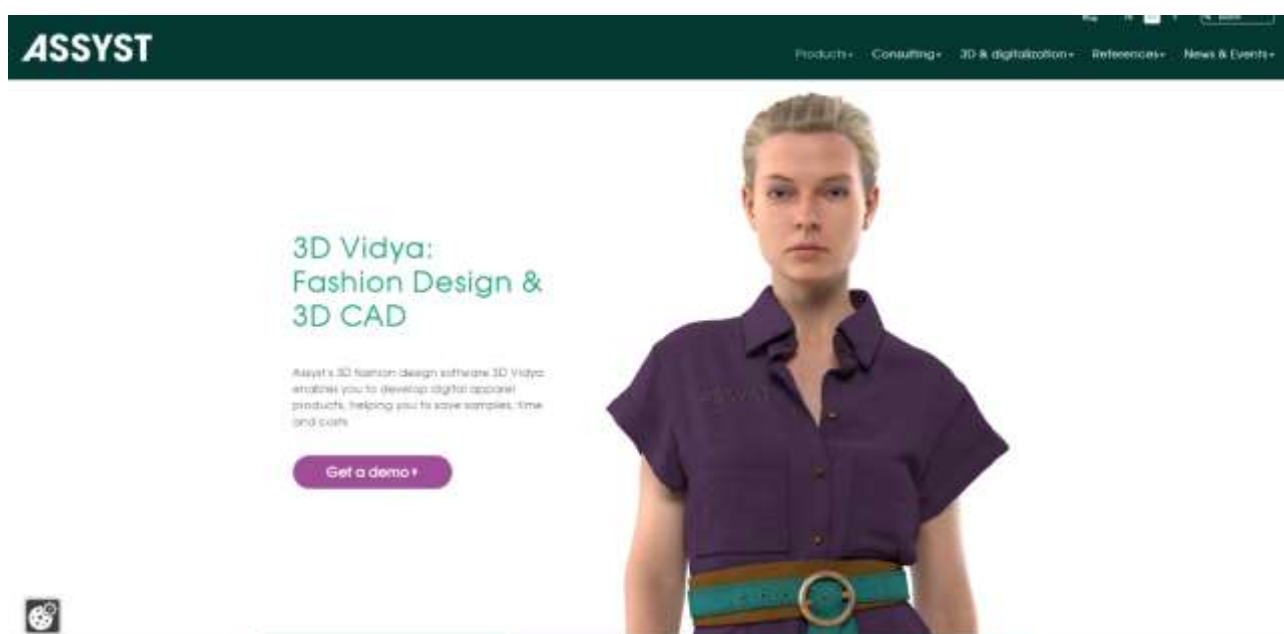 ASSYST
Products Consulting 3D & digitalization References News & Events
3D Vidya:
Fashion Design &
3D CAD
Assyst's 3D fashion design software 3D Vidya
enables you to develop digital apparel
products, helping you to save samples, time
and costs
Get a demo
ASSYST